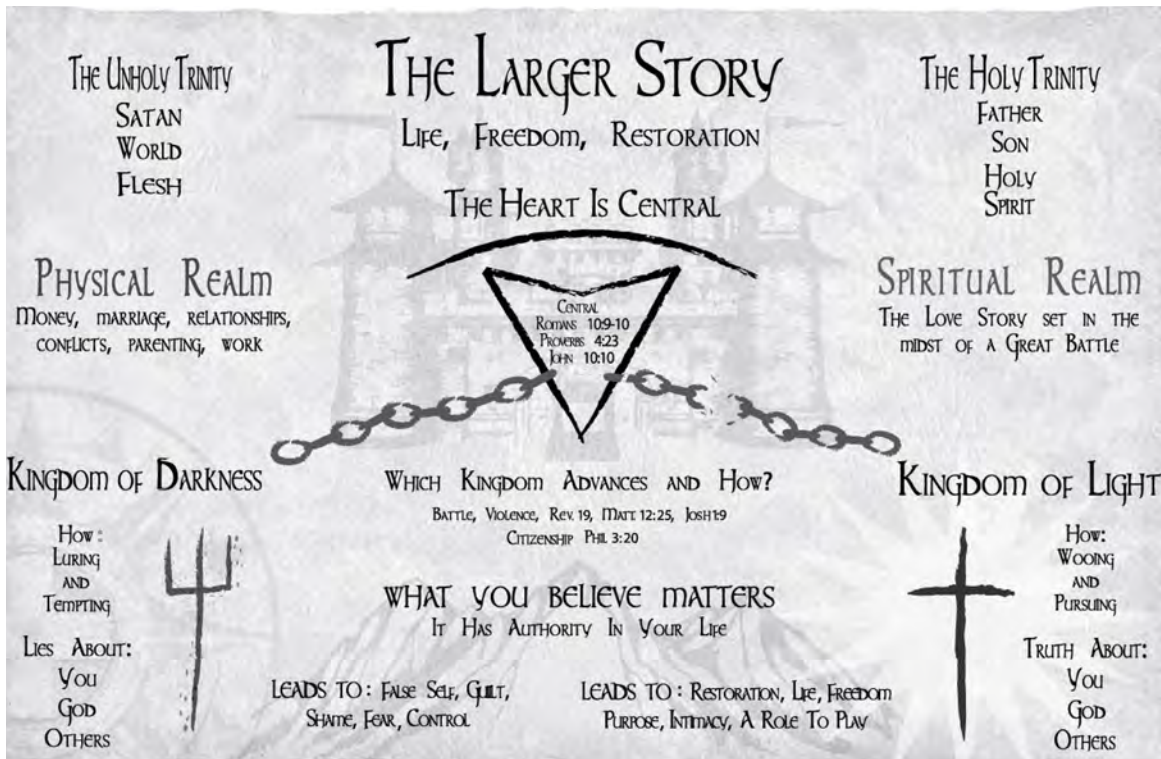 The Larger Story
Life, Freedom, Restoration
The Heart Is Central
The Unholy Trinity
Satan
World
Flesh
The Holy Trinity
Father
Son
Holy
Spirit
Physical Realm
Money, marriage, relationships,
conflicts, parenting, work
Central
Romans 10:9-10
Proverbs 4:23
John 10:10
Spiritual Realm
The Love Story set in the
midst of a Great Battle
Kingdom of Darkness
How:
Luring
and
Tempting
Lies About:
You
God
Others
Which Kingdom Advances and How?
Battle, Violence, Rev. 19, Matt 12:25, Josh 1:9
Citizenship Phil 3:20
What you believe matters
It Has Authority In Your Life
Leads to: False Self, Guilt,
Shame, Fear, Control
Leads to: Restoration, Life, Freedom
Purpose, Intimacy, A Role To Play
Kingdom of Light
How:
Wooing
and
Pursuing
Truth About:
You
God
Others